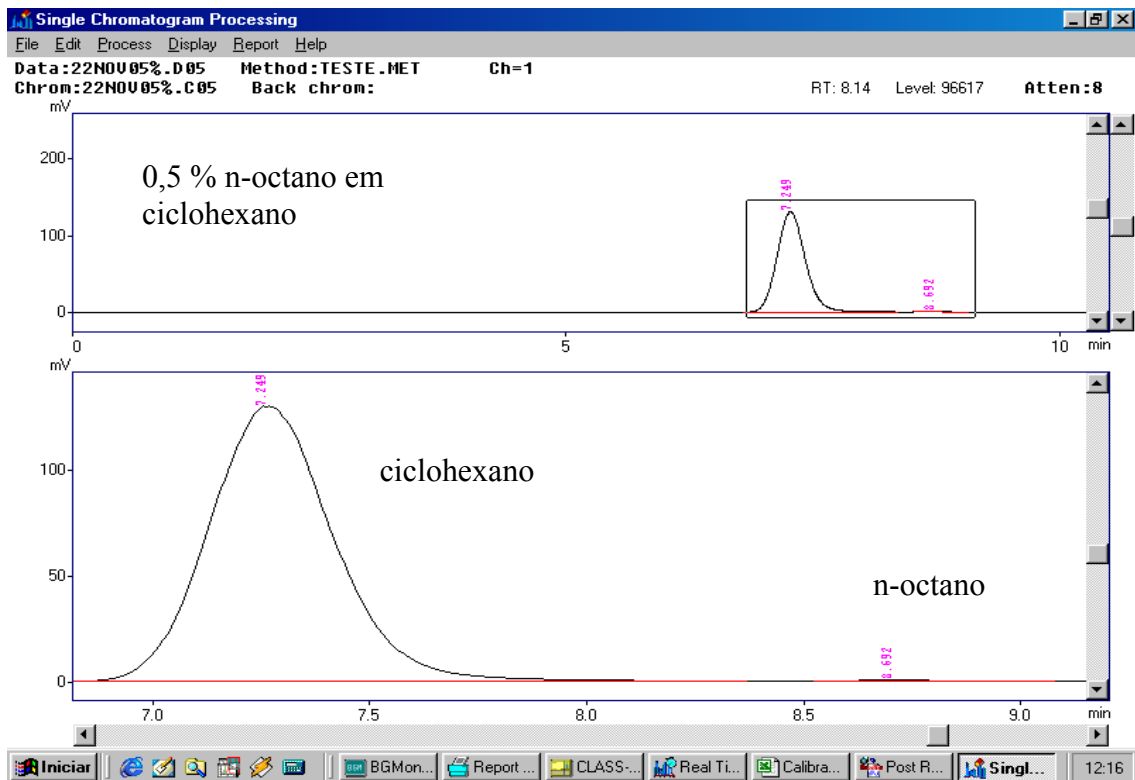 Single Chromatogram Processing
File Edit Process Display Report Help
Data:22NOV05%.D05 Method:TESTE.MET Ch=1
Chrom:22NOV05%.C05 Back chrom: RT: 8.14 Level: 96617 Atten:8
mV
200
0,5 % n-octano em
ciclohexano
7.249
100
8.692
0
0 5 10 min
mV
7.249
100
ciclohexano
50
n-octano
8.692
0
7.0 7.5 8.0 8.5 9.0 min
Iniciar BGMon... Report ... CLASS-... Real Ti... Calibra... Post R... Singl... 12:16